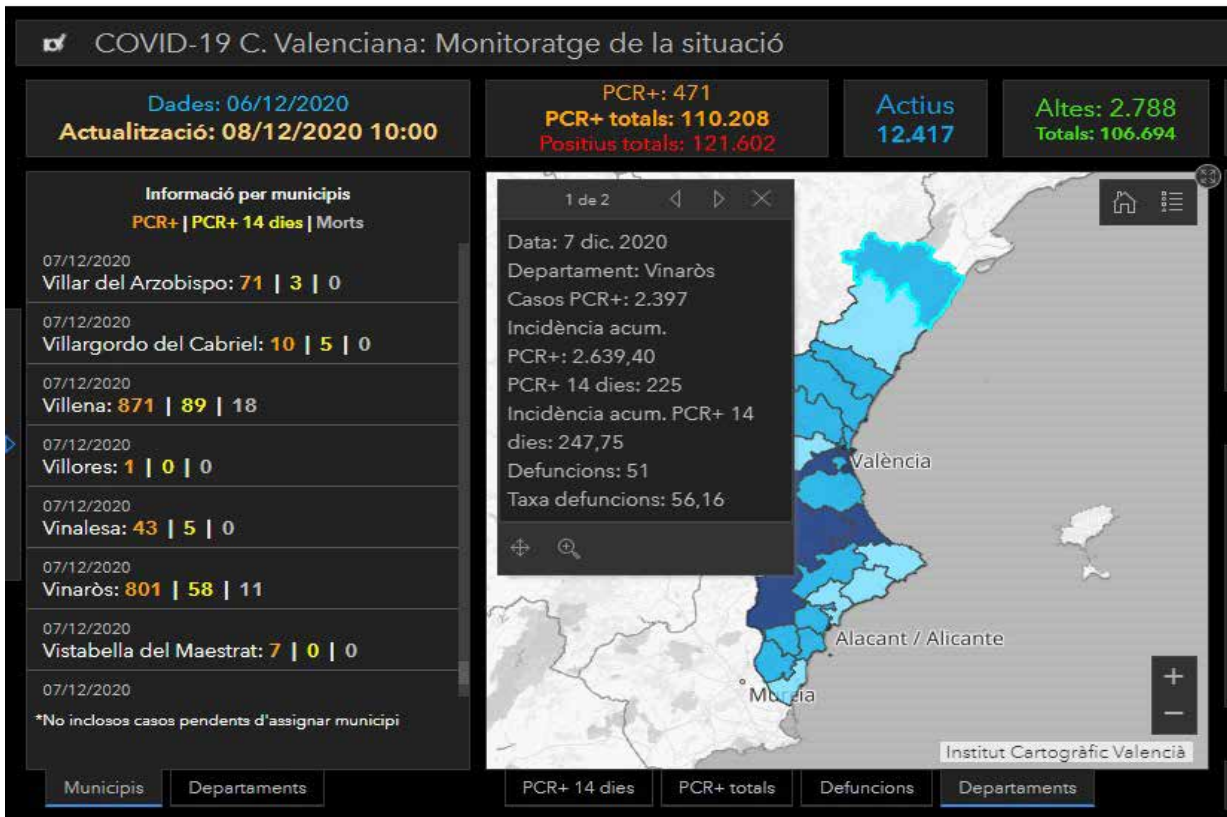 COVID-19 C. Valenciana: Monitoratge de la situació
Dades: 06/12/2020
Actualització: 08/12/2020 10:00
PCR+: 471
PCR+ totals: 110.208
Positius totals: 121.602
Actius
12.417
Altes: 2.788
Totals: 106.694
Informació per municipis
PCR+ | PCR+ 14 dies | Morts
07/12/2020
Villar del Arzobispo: 71 | 3 | 0
07/12/2020
Villargordo del Cabriel: 10 | 5 | 0
07/12/2020
Villena: 871 | 89 | 18
07/12/2020
Villores: 1 | 0 | 0
07/12/2020
Vinalesa: 43 | 5 | 0
07/12/2020
Vinaròs: 801 | 58 | 11
07/12/2020
Vistabella del Maestrat: 7 | 0 | 0
07/12/2020
*No inclosos casos pendents d'assignar municipi
Municipis
Departaments
1 de 2
Data: 7 dic. 2020
Departament: Vinaròs
Casos PCR+: 2.397
Incidència acum.
PCR+: 2.639,40
PCR+ 14 dies: 225
Incidència acum. PCR+ 14
dies: 247,75
Defuncions: 51
Taxa defuncions: 56,16
València
Alacant / Alicante
Murcia
Institut Cartogràfic Valencià
PCR+ 14 dies
PCR+ totals
Defuncions
Departaments